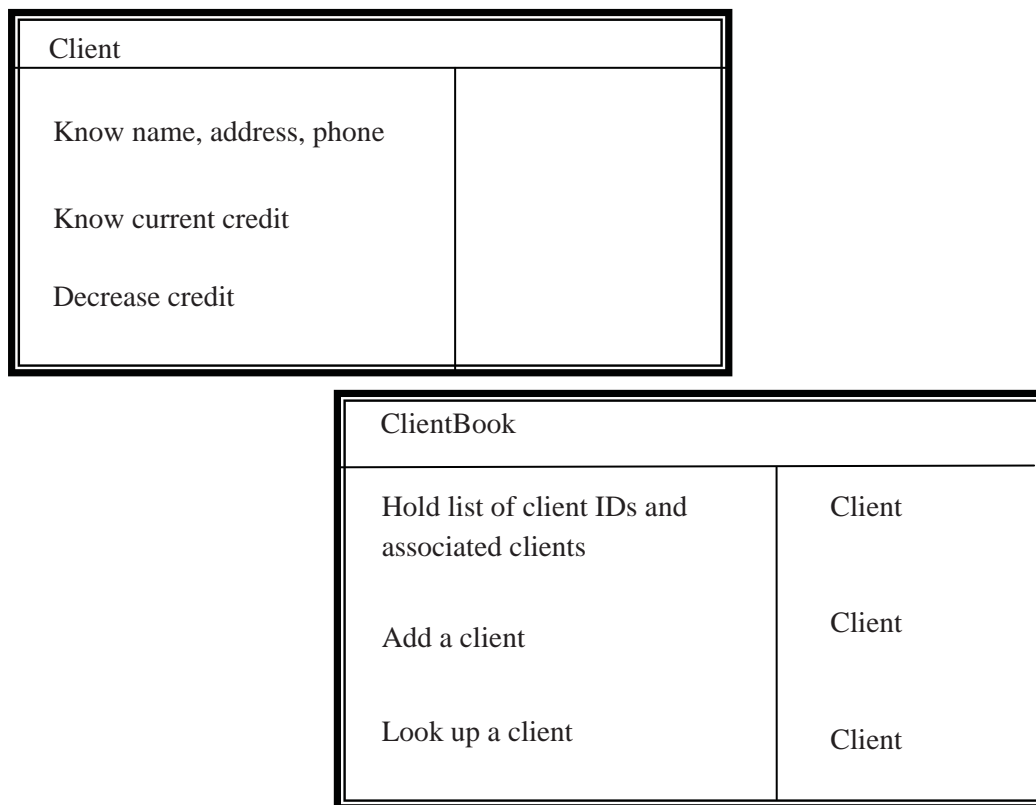 Client
Know name, address, phone
Know current credit
Decrease credit
ClientBook
Hold list of client IDs and
associated clients
Client
Add a client
Client
Look up a client
Client